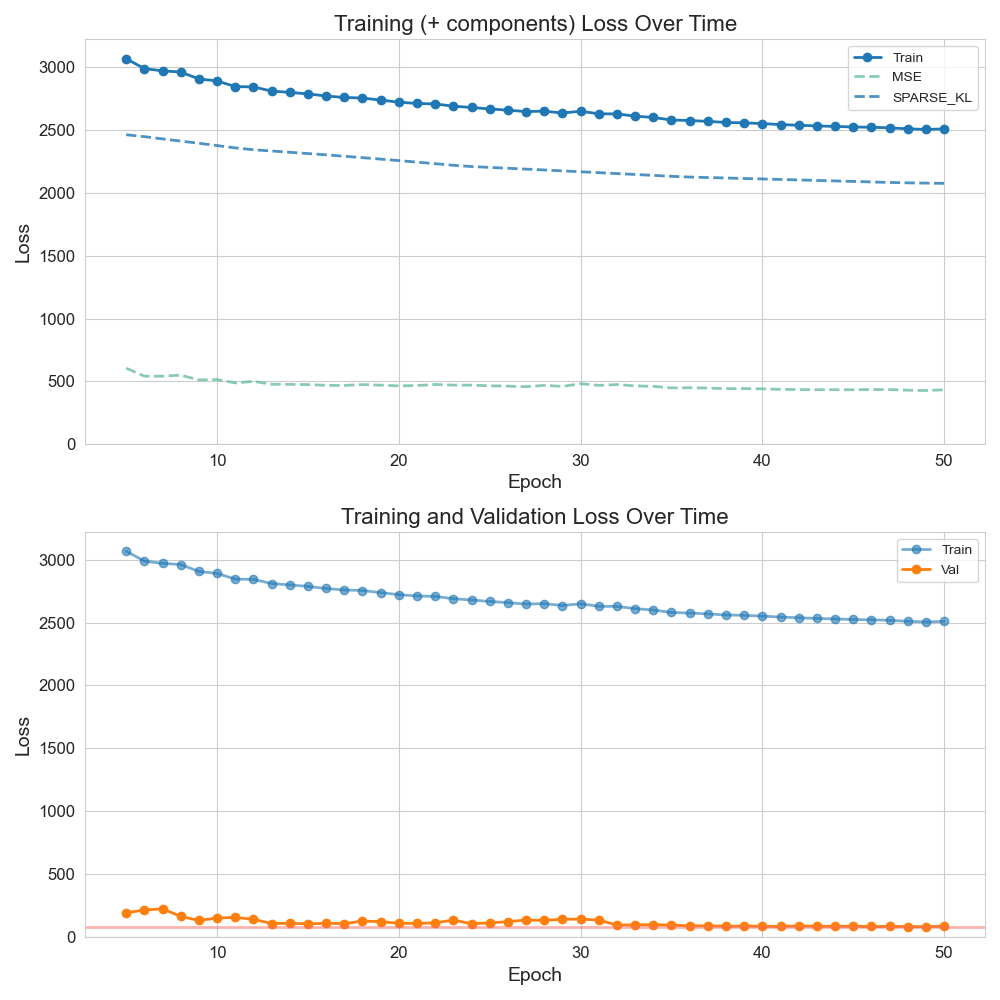 Training (+ components) Loss Over Time
Loss
3000
2500
2000
1500
1000
500
0
Train
MSE
SPARSE_KL
10 20 30 40 50
Epoch
Training and Validation Loss Over Time
Loss
3000
2500
2000
1500
1000
500
0
Train
Val
10 20 30 40 50
Epoch